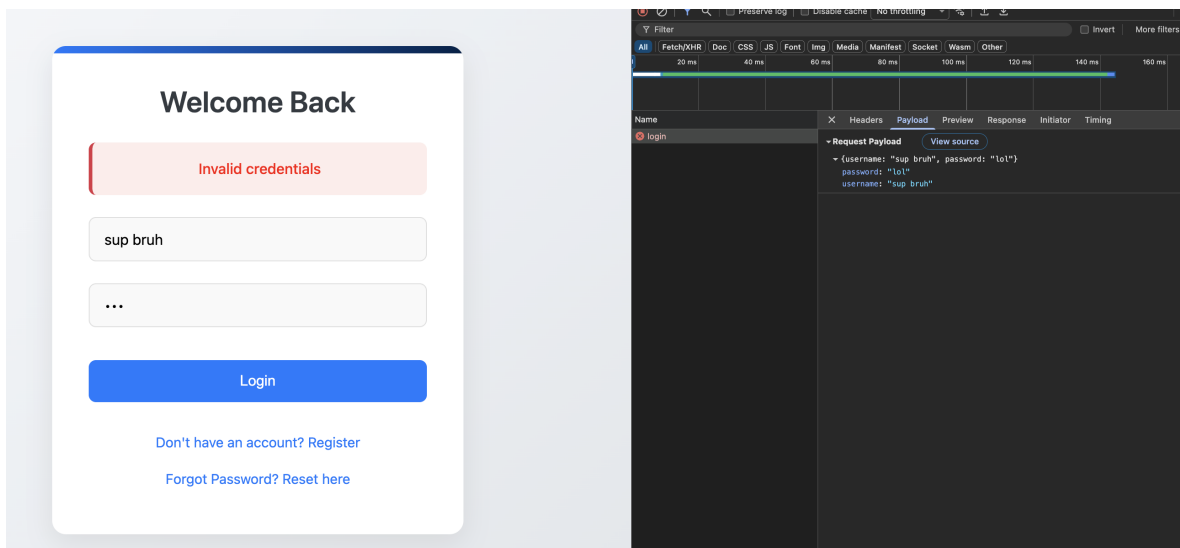 Welcome Back
Invalid credentials
sup bruh
•••
Login
Don't have an account? Register
Forgot Password? Reset here
Preserve log Disable cache No throttling
Filter Invert More filters
All Fetch/XHR Doc CSS JS Font Img Media Manifest Socket Wasm Other
20 ms 40 ms 60 ms 80 ms 100 ms 120 ms 140 ms 160 ms
Name
login
Headers Payload Preview Response Initiator Timing
Request Payload View source
{username: "sup bruh", password: "lol"}
password: "lol"
username: "sup bruh"